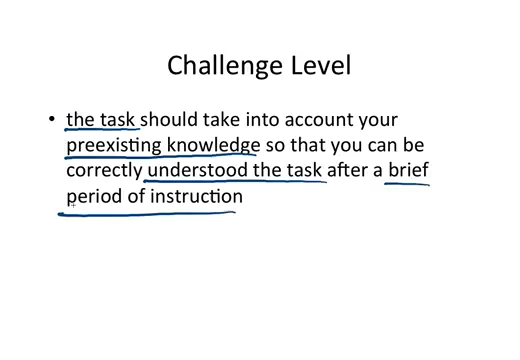 Challenge Level
• the task should take into account your
preexisting knowledge so that you can be
correctly understood the task after a brief
period of instruction